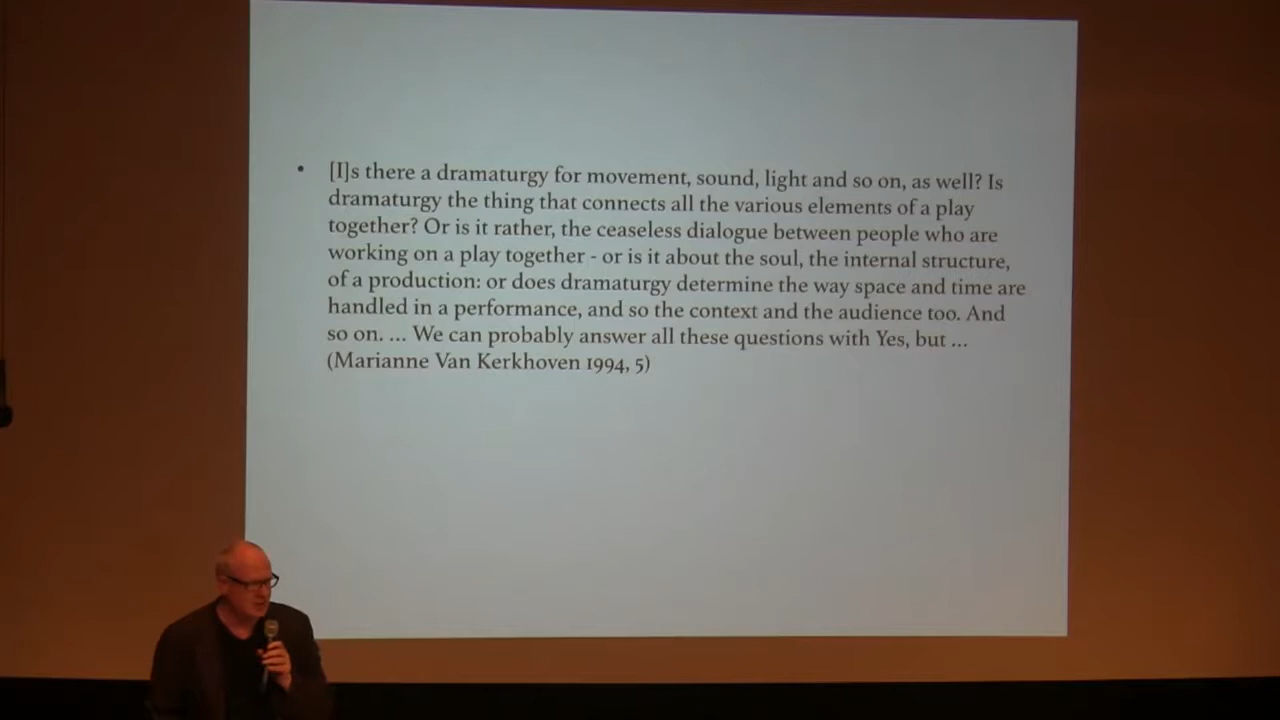 • [I]s there a dramaturgy for movement, sound, light and so on, as well? Is
dramaturgy the thing that connects all the various elements of a play
together? Or is it rather, the ceaseless dialogue between people who are
working on a play together - or is it about the soul, the internal structure,
of a production: or does dramaturgy determine the way space and time are
handled in a performance, and so the context and the audience too. And
so on. ... We can probably answer all these questions with Yes, but ...
(Marianne Van Kerkhoven 1994, 5)